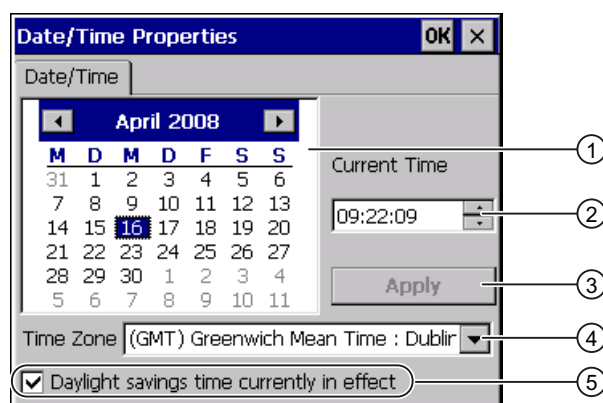 Date/Time Properties OK ×
Date/Time
April 2008
M D M D F S S
31 1 2 3 4 5 6
Current Time
7 8 9 10 11 12 13
09:22:09
14 15 16 17 18 19 20
21 22 23 24 25 26 27
28 29 30 1 2 3 4
Apply
5 6 7 8 9 10 11
Time Zone (GMT) Greenwich Mean Time : Dublin
Daylight savings time currently in effect
1
2
3
4
5